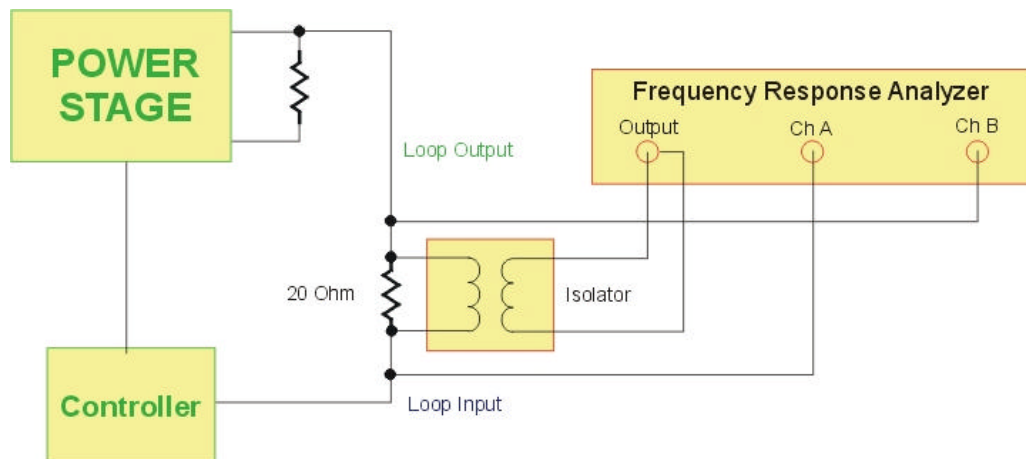 POWER
STAGE
Frequency Response Analyzer
Output
Ch A
Ch B
Loop Output
20 Ohm
Isolator
Controller
Loop Input